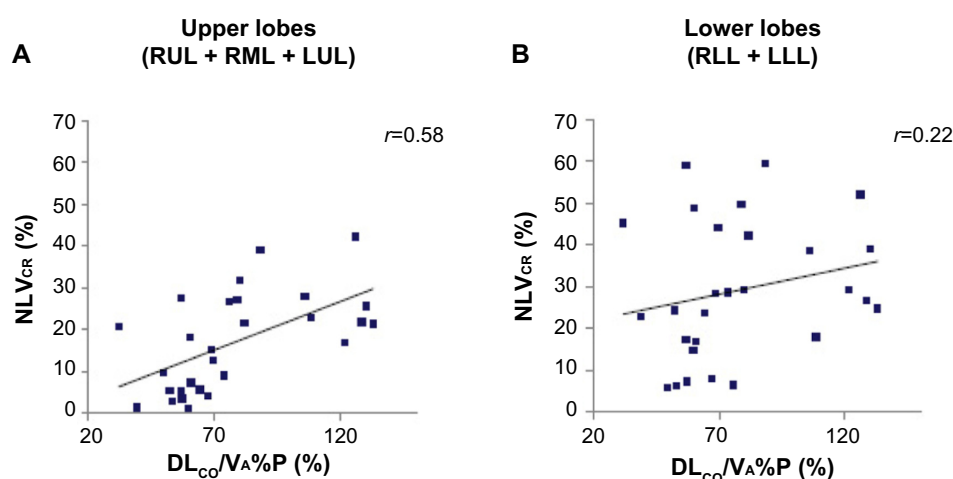 A
Upper lobes
(RUL + RML + LUL)
r=0.58
NLVCR (%)
70
60
50
40
30
20
10
0
20
70
120
DLCO/VA%P (%)
B
Lower lobes
(RLL + LLL)
r=0.22
NLVCR (%)
70
60
50
40
30
20
10
0
20
70
120
DLCO/VA%P (%)